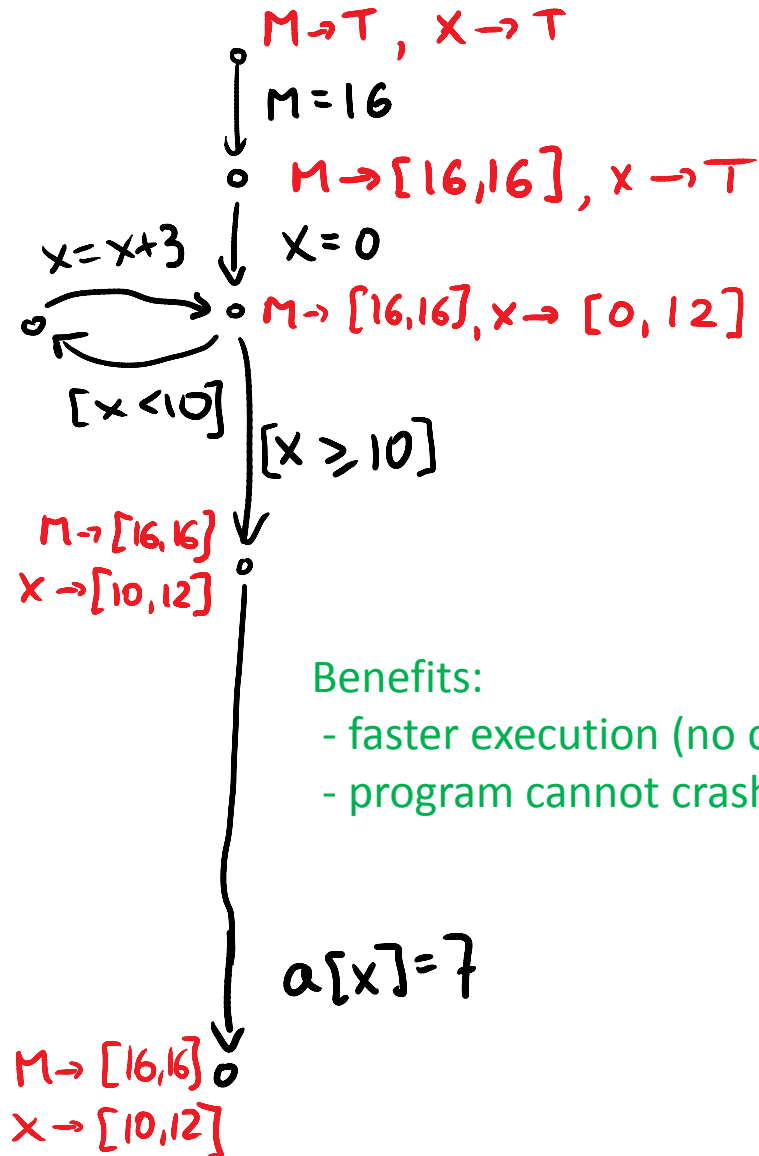 M→T, X→T
M=16
M→[16,16], X→T
X=0
x=x+3
M→[16,16], X→[0,12]
[x<10]
[X≥10]
M→[16,16]
X→[10,12]
Benefits:
- faster execution (no
- program cannot crash
a[x]=7
M→[16,16]
X→[10,12]